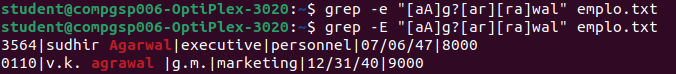 student@compgsp006-OptiPlex-3020:~$ grep -e "[aA]g?[ar][ra]wal" emplo.txt
student@compgsp006-OptiPlex-3020:~$ grep -E "[aA]g?[ar][ra]wal" emplo.txt
3564|sudhir Agarwal|executive|personnel|07/06/47|8000
0110|v.k. agrawal |g.m.|marketing|12/31/40|9000